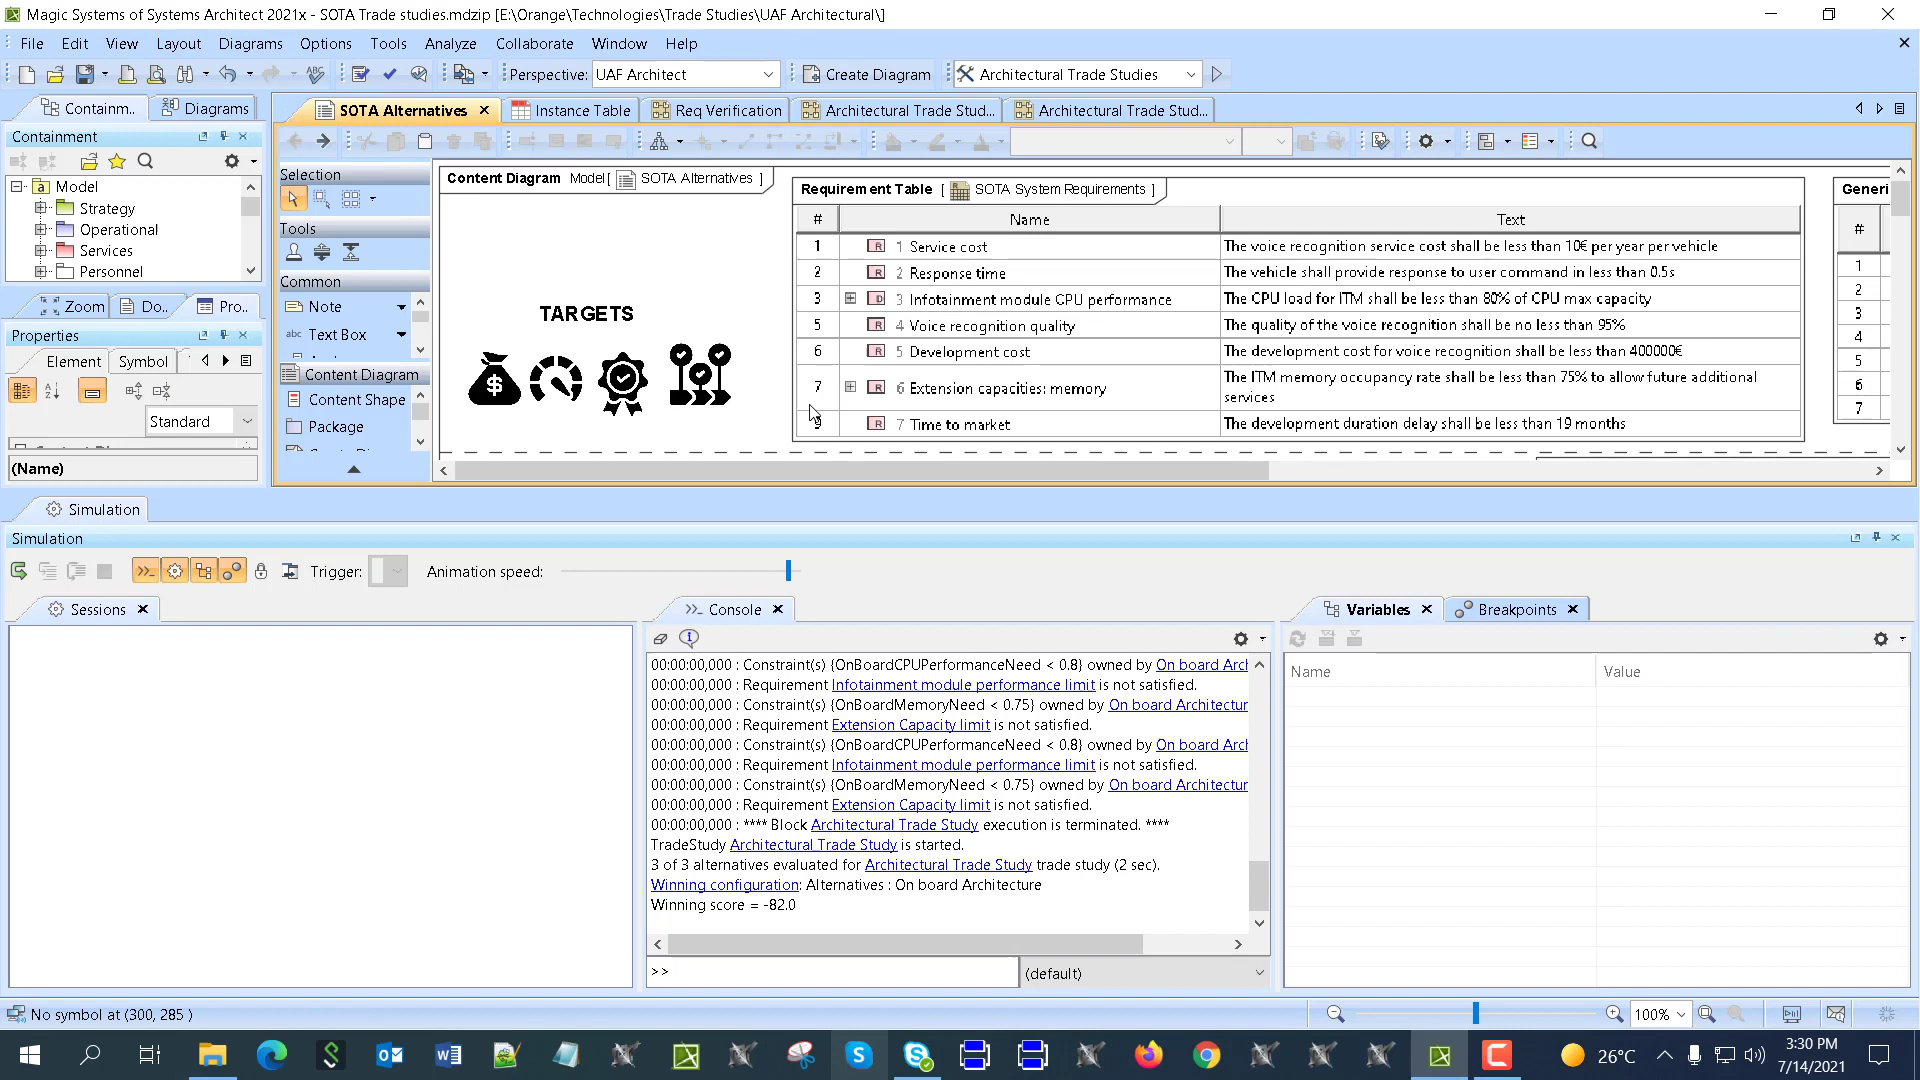 Magic Systems of Systems Architect 2021x - SOTA Trade studies.mdzip [E:\Orange\Technologies\Trade Studies\UAF Architectural\]
File Edit View Layout Diagrams Options Tools Analyze Collaborate Window Help
Perspective: UAF Architect Create Diagram Architectural Trade Studies
Containm.. Diagrams
SOTA Alternatives Instance Table Req Verification Architectural Trade Stud... Architectural Trade Stud...
Containment
Model
Strategy
Operational
Services
Personnel
Zoom Do.. Pro..
Properties
Element Symbol
Standard
(Name)
Selection
Tools
Common
Note
Text Box
Content Diagram
Content Shape
Package
Content Diagram Model[ SOTA Alternatives ]
TARGETS
Requirement Table [ SOTA System Requirements ]
# Name Text
1 R 1 Service cost The voice recognition service cost shall be less than 10€ per year per vehicle
2 R 2 Response time The vehicle shall provide response to user command in less than 0.5s
3 D 3 Infotainment module CPU performance The CPU load for ITM shall be less than 80% of CPU max capacity
5 R 4 Voice recognition quality The quality of the voice recognition shall be no less than 95%
6 R 5 Development cost The development cost for voice recognition shall be less than 400000€
7 R 6 Extension capacities: memory The ITM memory occupancy rate shall be less than 75% to allow future additional
services
9 R 7 Time to market The development duration delay shall be less than 19 months
Generi
#
1
2
3
4
5
6
7
Simulation
Simulation
Trigger: Animation speed:
Sessions
Console
00:00:00,000 : Constraint(s) {OnBoardCPUPerformanceNeed < 0.8} owned by On board Arch
00:00:00,000 : Requirement Infotainment module performance limit is not satisfied.
00:00:00,000 : Constraint(s) {OnBoardMemoryNeed < 0.75} owned by On board Architectur
00:00:00,000 : Requirement Extension Capacity limit is not satisfied.
00:00:00,000 : Constraint(s) {OnBoardCPUPerformanceNeed < 0.8} owned by On board Arch
00:00:00,000 : Requirement Infotainment module performance limit is not satisfied.
00:00:00,000 : Constraint(s) {OnBoardMemoryNeed < 0.75} owned by On board Architectur
00:00:00,000 : Requirement Extension Capacity limit is not satisfied.
00:00:00,000 : **** Block Architectural Trade Study execution is terminated. ****
TradeStudy Architectural Trade Study is started.
3 of 3 alternatives evaluated for Architectural Trade Study trade study (2 sec).
Winning configuration: Alternatives : On board Architecture
Winning score = -82.0
>> (default)
Variables Breakpoints
Name Value
No symbol at (300, 285 )
100%
26°C
3:30 PM
7/14/2021